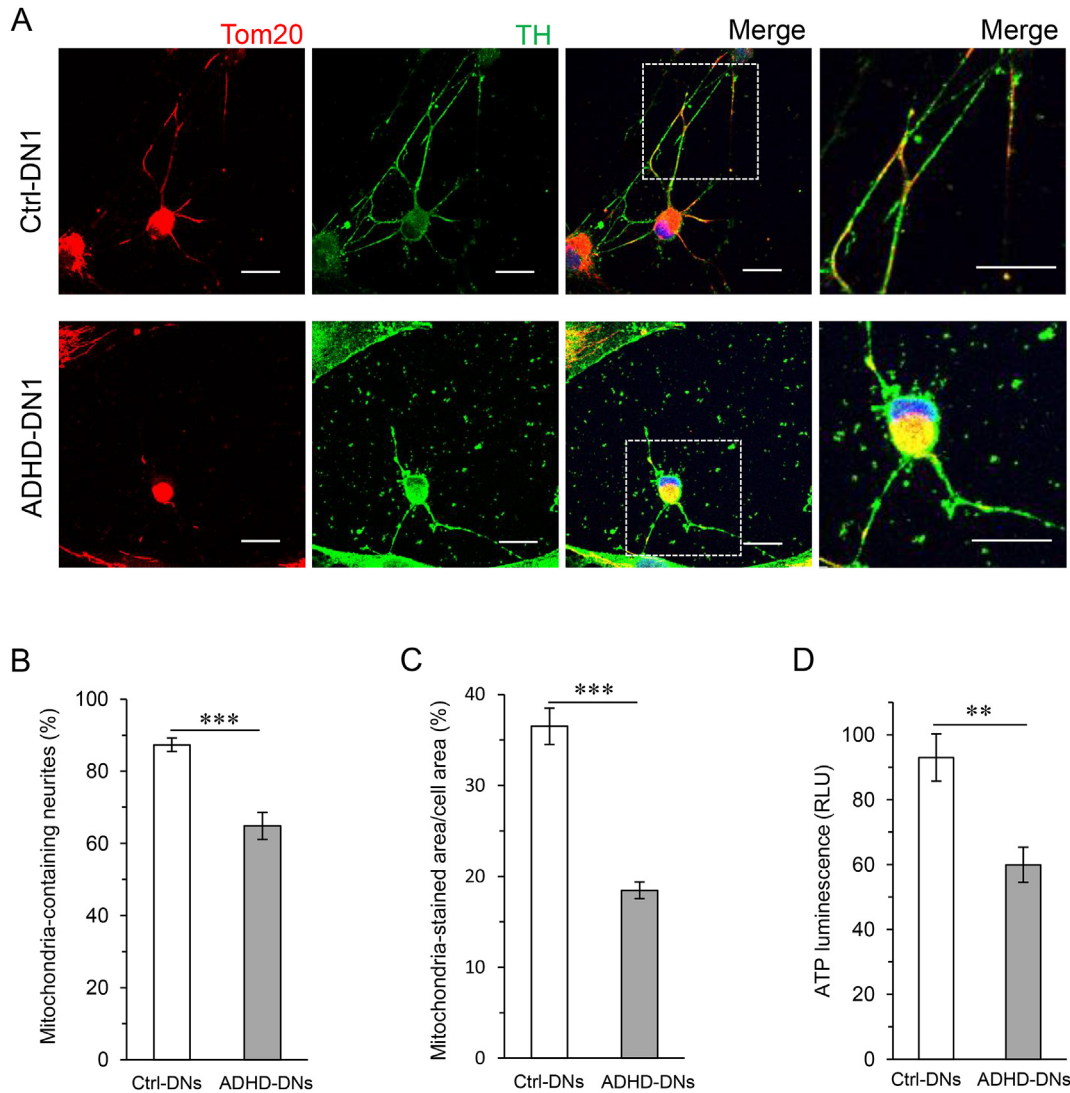 A
Tom20
TH
Merge
Merge
Ctrl-DN1
ADHD-DN1
B
Mitochondria-containing neurites (%)
100
80
60
40
20
0
***
Ctrl-DNs
ADHD-DNs
C
Mitochondria-stained area/cell area (%)
40
30
20
10
0
***
Ctrl-DNs
ADHD-DNs
D
ATP luminescence (RLU)
100
80
60
40
20
0
**
Ctrl-DNs
ADHD-DNs